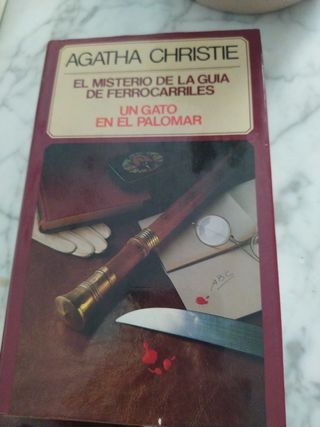 AGATHA CHRISTIE
EL MISTERIO DE LA GUIA
DE FERROCARRILES
UN GATO
EN EL PALOMAR
A B C